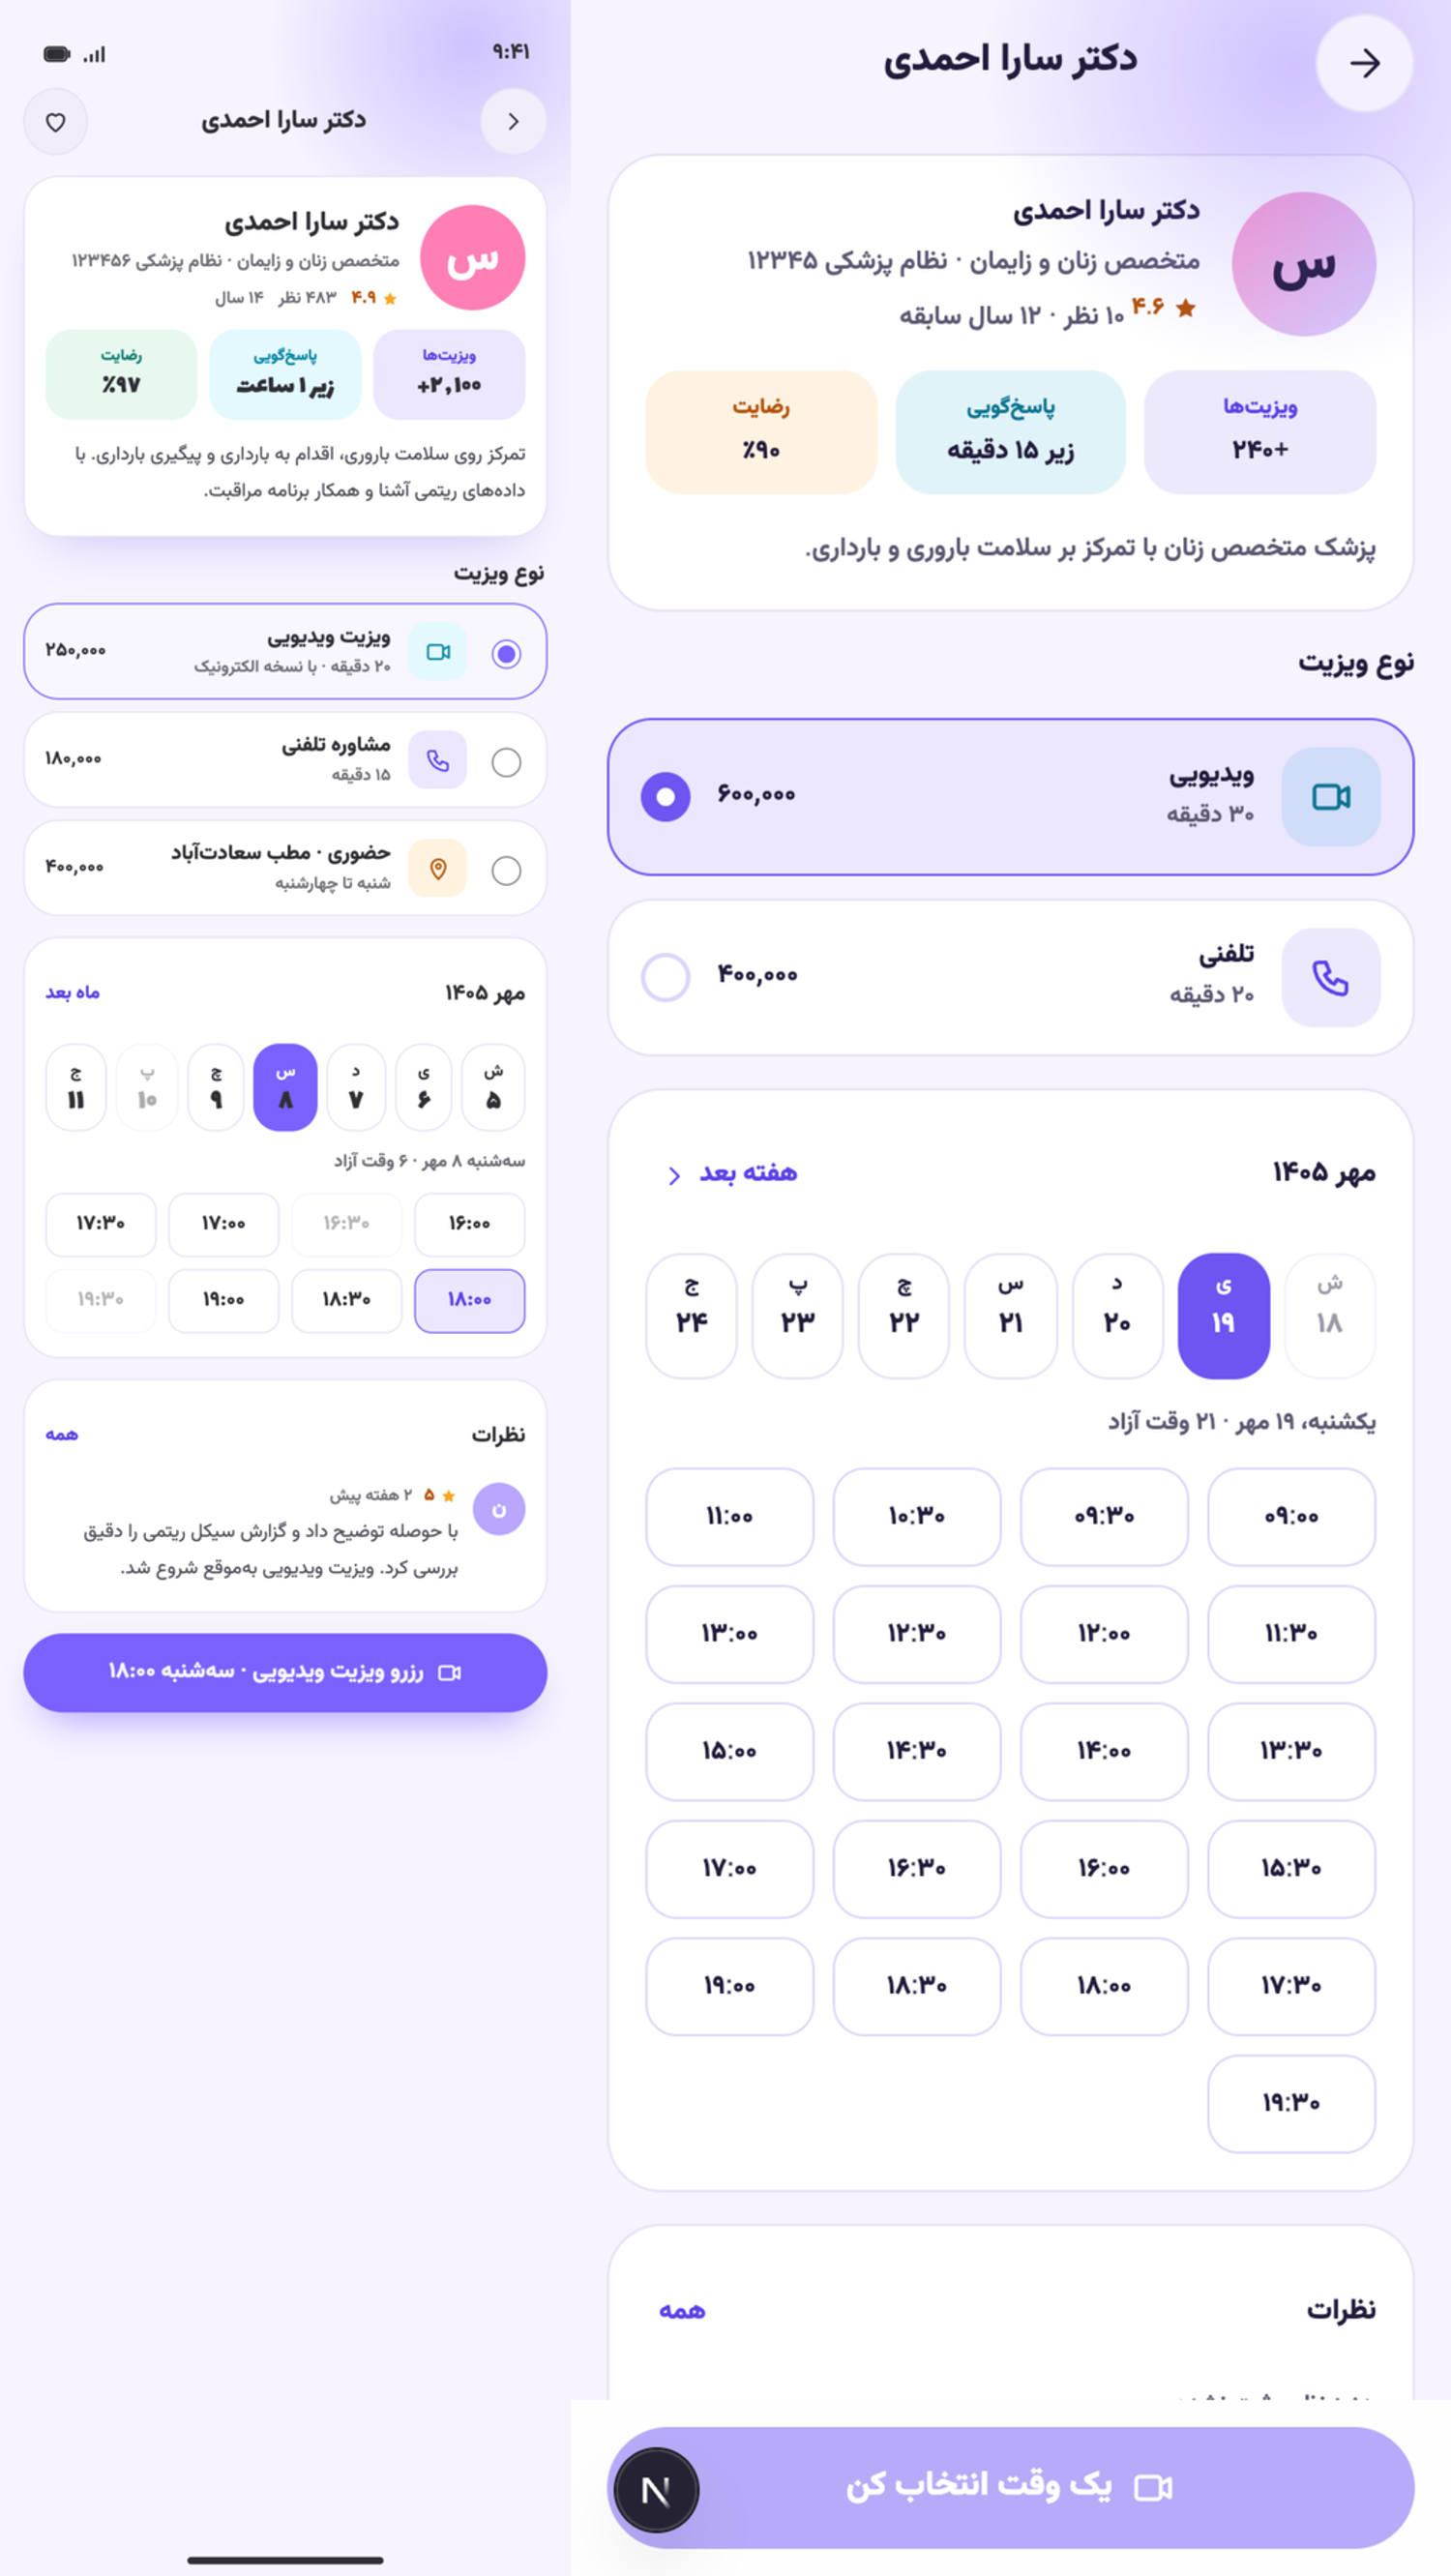 ۹:۴۱
دکتر سارا احمدی
س
دکتر سارا احمدی
متخصص زنان و زایمان · نظام پزشکی ۱۲۳۴۵۶
۴.۹ ۴۸۳ نظر ۱۴ سال
ویزیت‌ها
+۲,۱۰۰
پاسخ‌گویی
زیر ۱ ساعت
رضایت
٪۹۷
تمرکز روی سلامت باروری، اقدام به بارداری و پیگیری بارداری. با
داده‌های ریتمی آشنا و همکار برنامه مراقبت.
نوع ویزیت
ویزیت ویدیویی
۲۰ دقیقه · با نسخه الکترونیک
۲۵۰,۰۰۰
مشاوره تلفنی
۱۵ دقیقه
۱۸۰,۰۰۰
حضوری · مطب سعادت‌آباد
شنبه تا چهارشنبه
۴۰۰,۰۰۰
مهر ۱۴۰۵
ماه بعد
ش ی د س چ پ ج
۵ ۶ ۷ ۸ ۹ ۱۰ ۱۱
سه‌شنبه ۸ مهر · ۶ وقت آزاد
۱۶:۰۰ ۱۶:۳۰ ۱۷:۰۰ ۱۷:۳۰
۱۸:۰۰ ۱۸:۳۰ ۱۹:۰۰ ۱۹:۳۰
نظرات
همه
ن
۵ ۲ هفته پیش
با حوصله توضیح داد و گزارش سیکل ریتمی را دقیق
بررسی کرد. ویزیت ویدیویی به‌موقع شروع شد.
رزرو ویزیت ویدیویی · سه‌شنبه ۱۸:۰۰
دکتر سارا احمدی
س
دکتر سارا احمدی
متخصص زنان و زایمان · نظام پزشکی ۱۲۳۴۵
۴.۶ ۱۰ نظر · ۱۲ سال سابقه
ویزیت‌ها
۲۴۰+
پاسخ‌گویی
زیر ۱۵ دقیقه
رضایت
٪۹۰
پزشک متخصص زنان با تمرکز بر سلامت باروری و بارداری.
نوع ویزیت
ویدیویی
۳۰ دقیقه
۶۰۰,۰۰۰
تلفنی
۲۰ دقیقه
۴۰۰,۰۰۰
مهر ۱۴۰۵
هفته بعد
ش ی د س چ پ ج
۱۸ ۱۹ ۲۰ ۲۱ ۲۲ ۲۳ ۲۴
یکشنبه، ۱۹ مهر · ۲۱ وقت آزاد
۰۹:۰۰ ۰۹:۳۰ ۱۰:۳۰ ۱۱:۰۰
۱۱:۳۰ ۱۲:۰۰ ۱۲:۳۰ ۱۳:۰۰
۱۳:۳۰ ۱۴:۰۰ ۱۴:۳۰ ۱۵:۰۰
۱۵:۳۰ ۱۶:۰۰ ۱۶:۳۰ ۱۷:۰۰
۱۷:۳۰ ۱۸:۰۰ ۱۸:۳۰ ۱۹:۰۰
۱۹:۳۰
نظرات
همه
یک وقت انتخاب کن
N